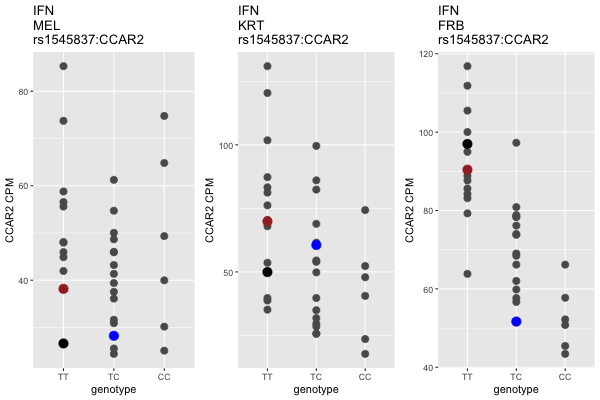 IFN
MEL
rs1545837:CCAR2
CCAR2 CPM
80
60
40
TT TC CC
genotype
IFN
KRT
rs1545837:CCAR2
CCAR2 CPM
100
50
TT TC CC
genotype
IFN
FRB
rs1545837:CCAR2
CCAR2 CPM
120
100
80
60
40
TT TC CC
genotype